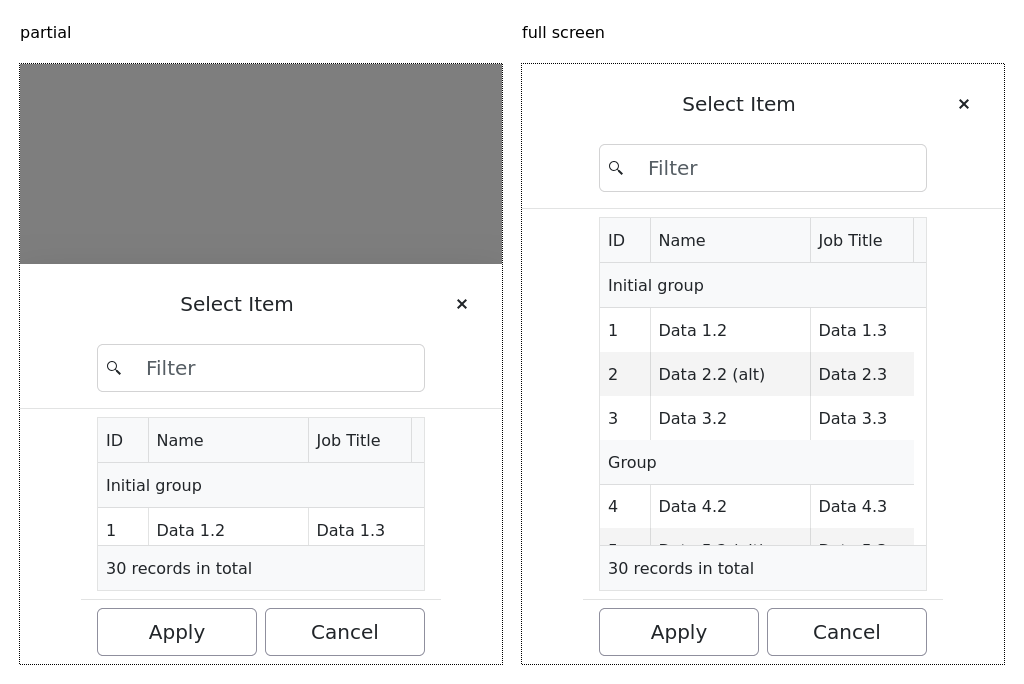 partial
Select Item ×
Filter
ID Name Job Title
Initial group
1 Data 1.2 Data 1.3
30 records in total
Apply Cancel
full screen
Select Item ×
Filter
ID Name Job Title
Initial group
1 Data 1.2 Data 1.3
2 Data 2.2 (alt) Data 2.3
3 Data 3.2 Data 3.3
Group
4 Data 4.2 Data 4.3
30 records in total
Apply Cancel